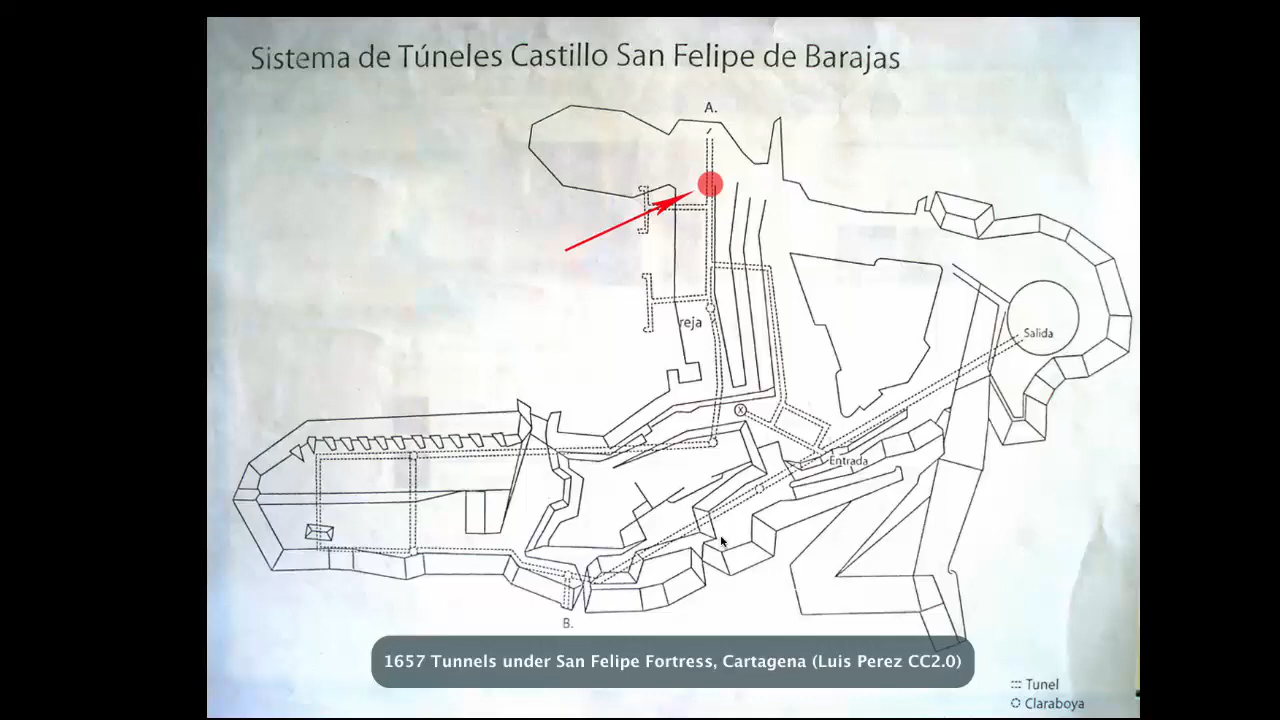 Sistema de Túneles Castillo San Felipe de Barajas
A.
reja
Salida
X
Entrada
B.
1657 Tunnels under San Felipe Fortress, Cartagena (Luis Perez CC2.0)
Tunel
Claraboya